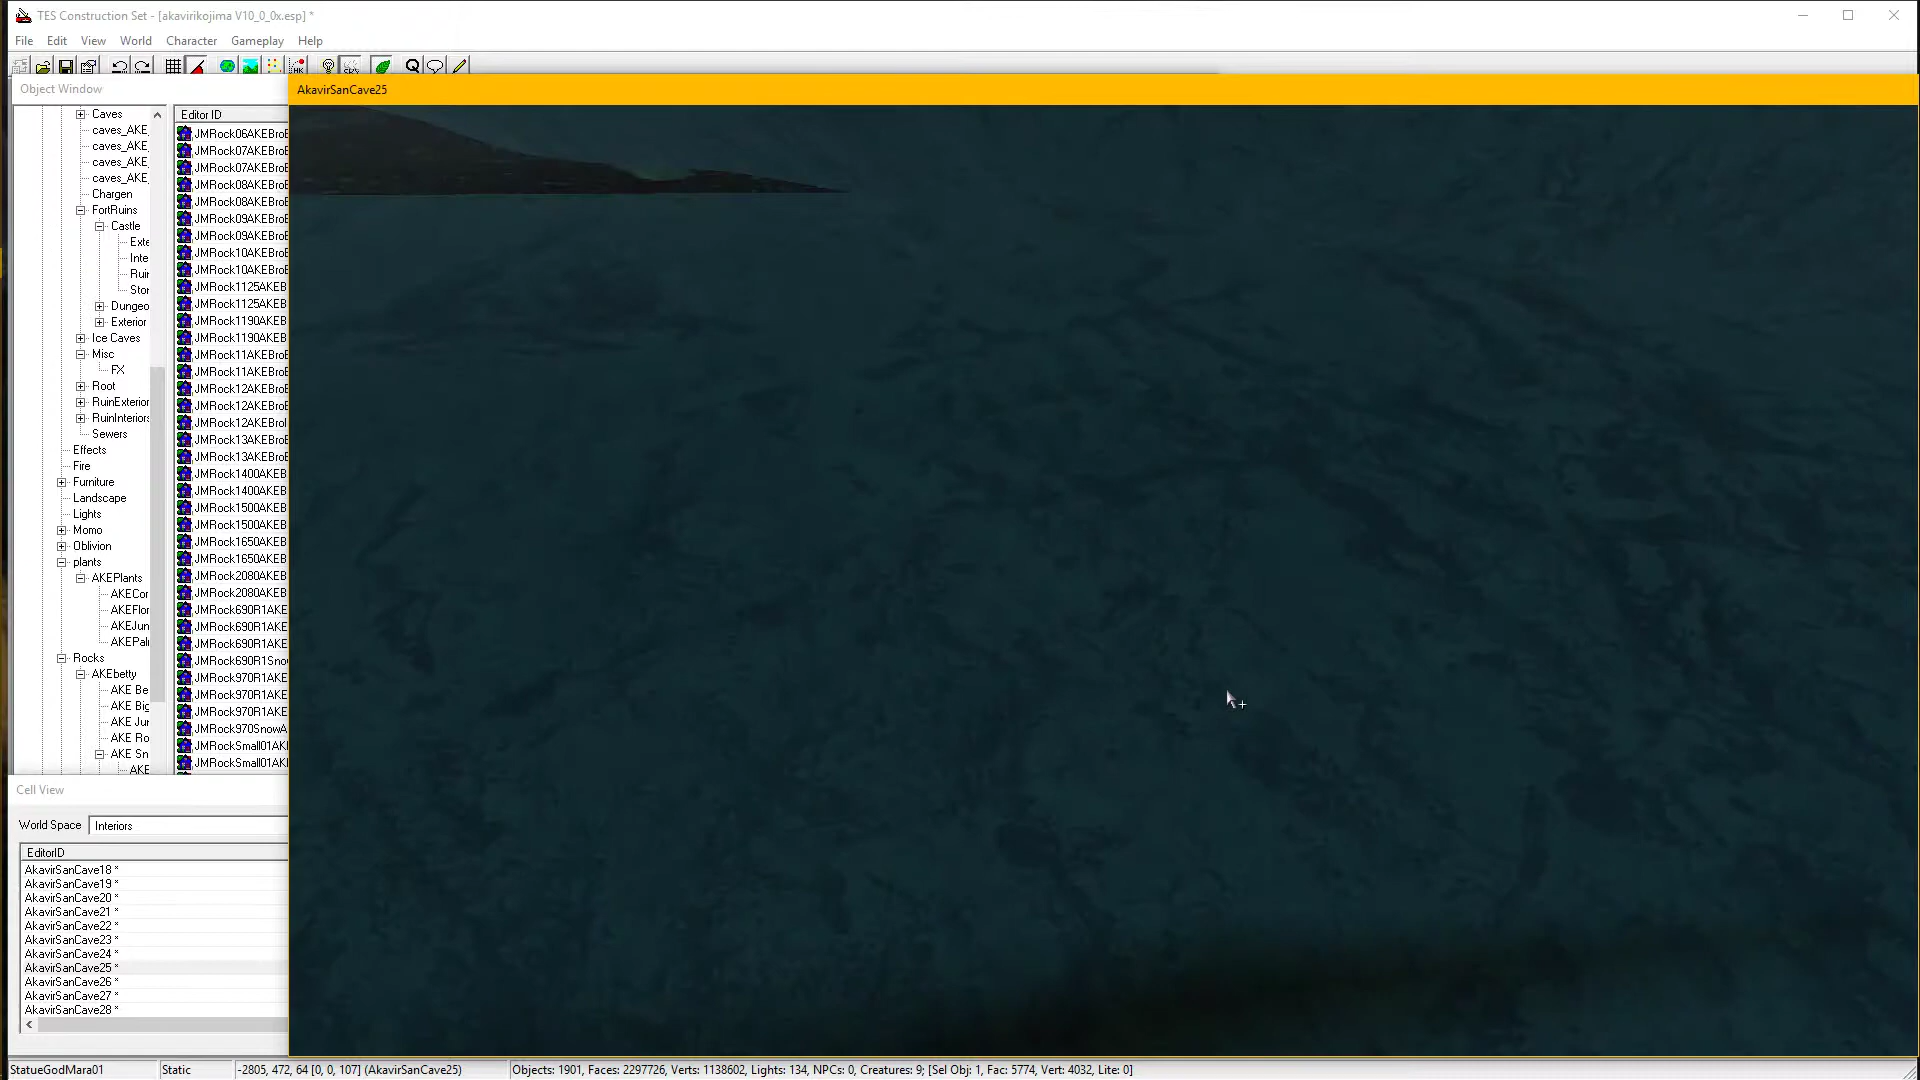 TES Construction Set - [akavirikojima V10_0_0x.esp] *
File Edit View World Character Gameplay Help
Object Window
AkavirSanCave25
Caves
caves_AKE
caves_AKE
caves_AKE
caves_AKE
Chargen
FortRuins
Castle
Exte
Inte
Ruir
Stor
Dungeo
Exterior
Ice Caves
Misc
FX
Root
RuinExterior
RuinInteriors
Sewers
Effects
Fire
Furniture
Landscape
Lights
Momo
Oblivion
plants
AKEPlants
AKECor
AKEFlor
AKEJun
AKEPal
Rocks
AKEbetty
AKE Be
AKE Big
AKE Jur
AKE Ro
AKE Sn
AKE
Editor ID
JMRock06AKEBroE
JMRock07AKEBroE
JMRock07AKEBroE
JMRock08AKEBroE
JMRock08AKEBroE
JMRock09AKEBroE
JMRock09AKEBroE
JMRock10AKEBroE
JMRock10AKEBroE
JMRock1125AKEB
JMRock1125AKEB
JMRock1190AKEB
JMRock1190AKEB
JMRock11AKEBroE
JMRock11AKEBroE
JMRock12AKEBroE
JMRock12AKEBroE
JMRock12AKEBroI
JMRock13AKEBroE
JMRock13AKEBroE
JMRock1400AKEB
JMRock1400AKEB
JMRock1500AKEB
JMRock1500AKEB
JMRock1650AKEB
JMRock1650AKEB
JMRock2080AKEB
JMRock2080AKEB
JMRock690R1AKE
JMRock690R1AKE
JMRock690R1AKE
JMRock690R1Snov
JMRock970R1AKE
JMRock970R1AKE
JMRock970R1AKE
JMRock970SnowA
JMRockSmall01AKI
JMRockSmall01AKI
Cell View
World Space Interiors
EditorID
AkavirSanCave18 *
AkavirSanCave19 *
AkavirSanCave20 *
AkavirSanCave21 *
AkavirSanCave22 *
AkavirSanCave23 *
AkavirSanCave24 *
AkavirSanCave25 *
AkavirSanCave26 *
AkavirSanCave27 *
AkavirSanCave28 *
StatueGodMara01 Static -2805, 472, 64 [0, 0, 107] (AkavirSanCave25) Objects: 1901, Faces: 2297726, Verts: 1138602, Lights: 134, NPCs: 0, Creatures: 9; [Sel Obj: 1, Fac: 5774, Vert: 4032, Lite: 0]